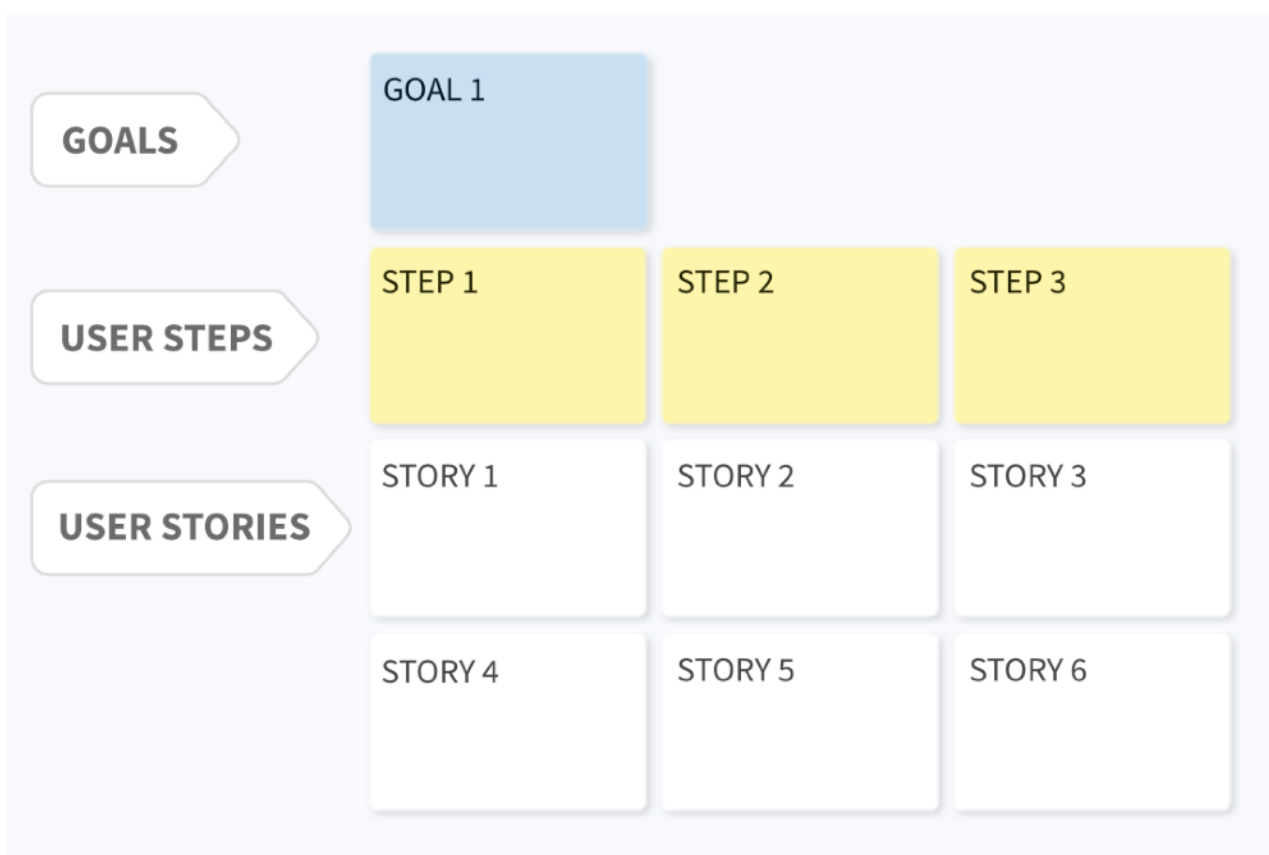 GOALS
GOAL 1
USER STEPS
STEP 1
STEP 2
STEP 3
USER STORIES
STORY 1
STORY 2
STORY 3
STORY 4
STORY 5
STORY 6